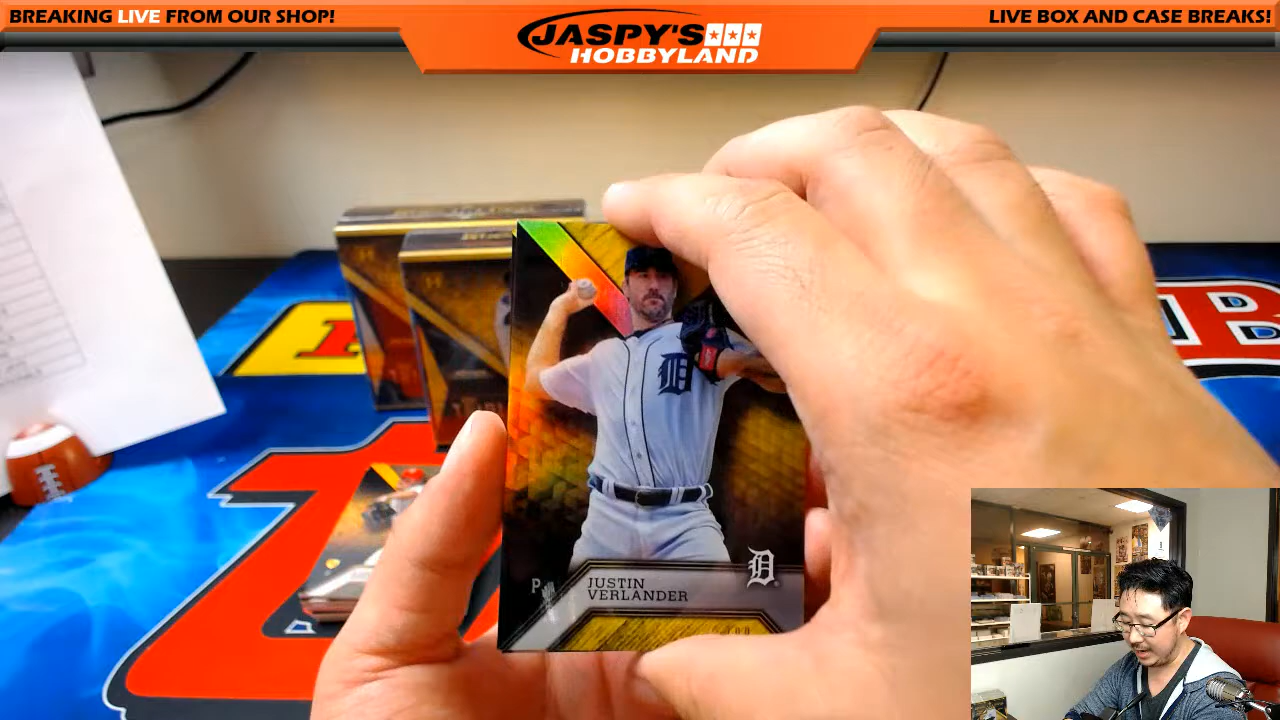 BREAKING LIVE FROM OUR SHOP!
JASPY'S
HOBBYLAND
LIVE BOX AND CASE BREAKS!
D
P
JUSTIN
VERLANDER
D
B